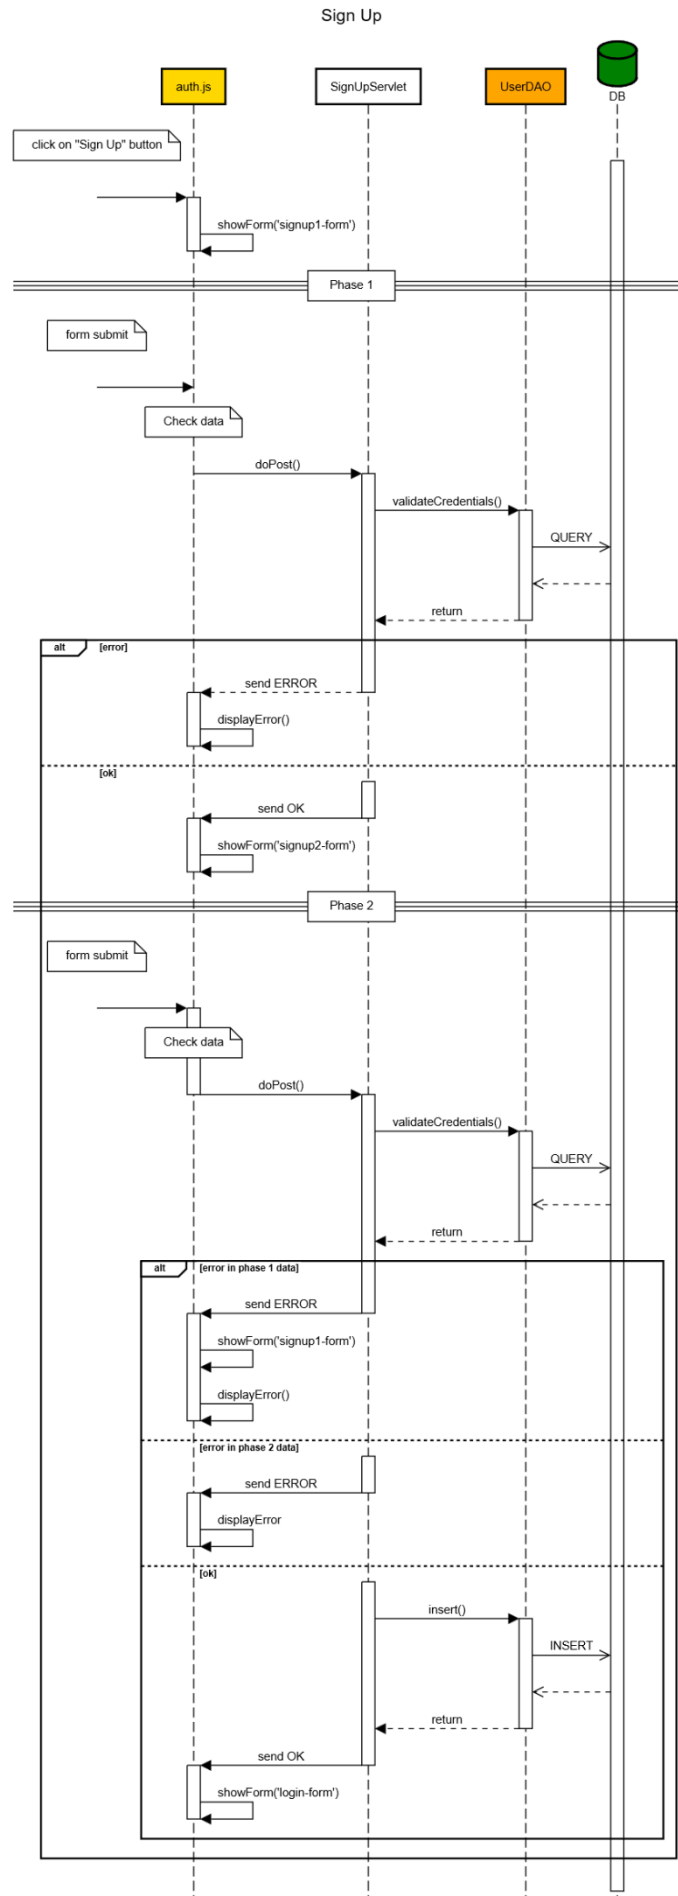 Sign Up
auth.js
SignUpServlet
UserDAO
DB
click on "Sign Up" button
showForm('signup1-form')
Phase 1
form submit
Check data
doPost()
validateCredentials()
QUERY
return
alt
[error]
send ERROR
displayError()
[ok]
send OK
showForm('signup2-form')
Phase 2
form submit
Check data
doPost()
validateCredentials()
QUERY
return
alt
[error in phase 1 data]
send ERROR
showForm('signup1-form')
displayError()
[error in phase 2 data]
send ERROR
displayError
[ok]
insert()
INSERT
return
send OK
showForm('login-form')